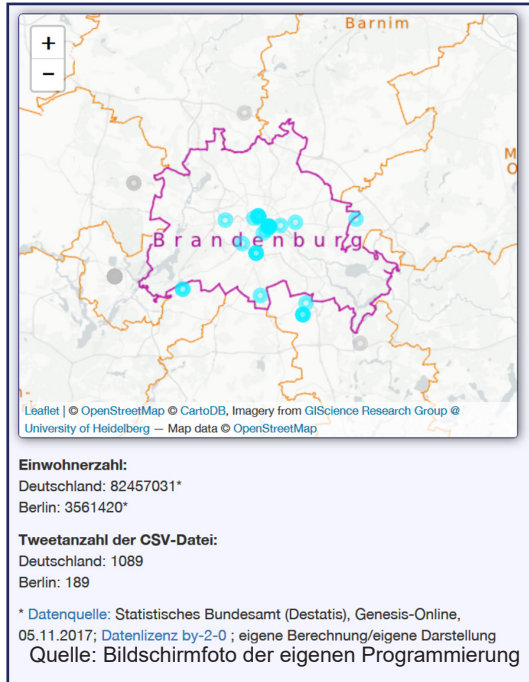 +
−
Barnim
M
O
Brandenburg
Leaflet | © OpenStreetMap © CartoDB, Imagery from GIScience Research Group @
University of Heidelberg — Map data © OpenStreetMap
Einwohnerzahl:
Deutschland: 82457031*
Berlin: 3561420*
Tweetanzahl der CSV-Datei:
Deutschland: 1089
Berlin: 189
* Datenquelle: Statistisches Bundesamt (Destatis), Genesis-Online,
05.11.2017; Datenlizenz by-2-0 ; eigene Berechnung/eigene Darstellung
Quelle: Bildschirmfoto der eigenen Programmierung